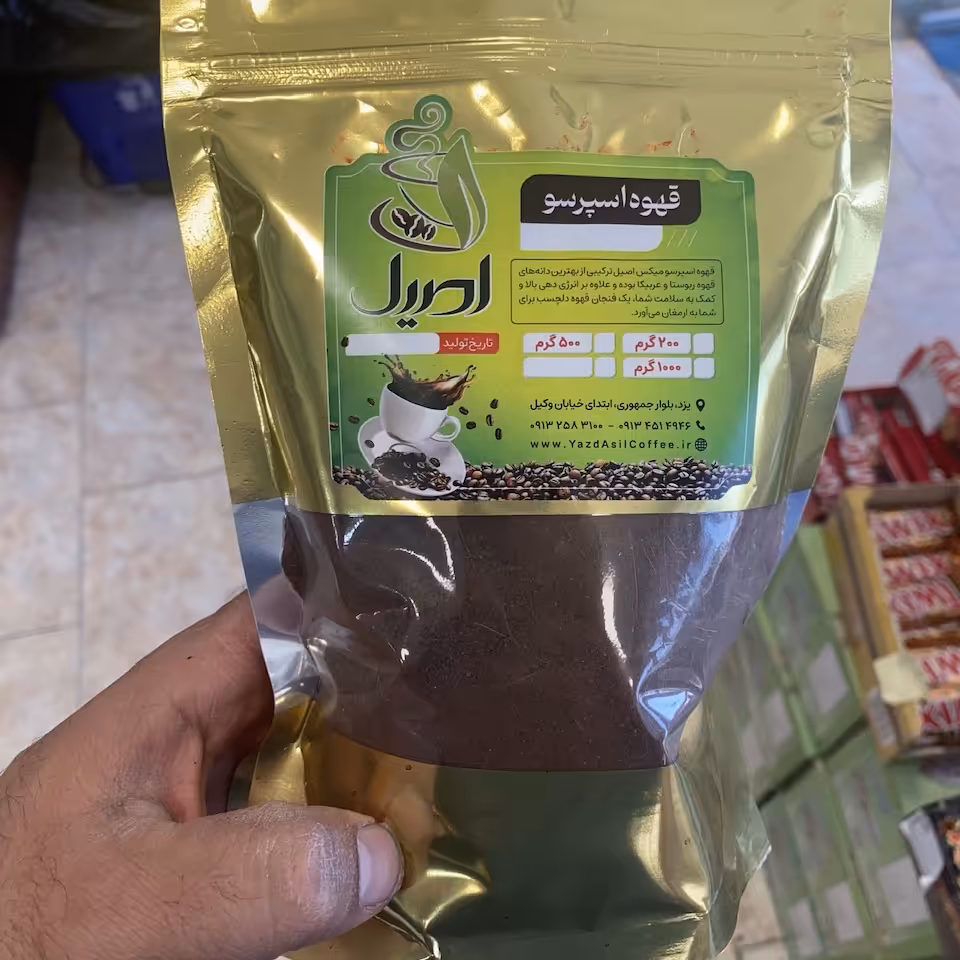 قهوه اسپرسو
اصیل
قهوه اسپرسو میکس اصیل ترکیبی از بهترین دانه‌های
قهوه ربوستا و عربیکا بوده و علاوه بر انرژی دهی بالا و
کمک به سلامت شما، یک فنجان قهوه دلچسب برای
شما به ارمغان می‌آورد.
تاریخ تولید
۲۰۰ گرم
۵۰۰ گرم
۱۰۰۰ گرم
یزد، بلوار جمهوری، ابتدای خیابان وکیل
۰۹۱۳ ۲۵۸ ۳۱۰۰ - ۰۹۱۳ ۴۵۱ ۴۹۴۶
www.YazdAsilCoffee.ir